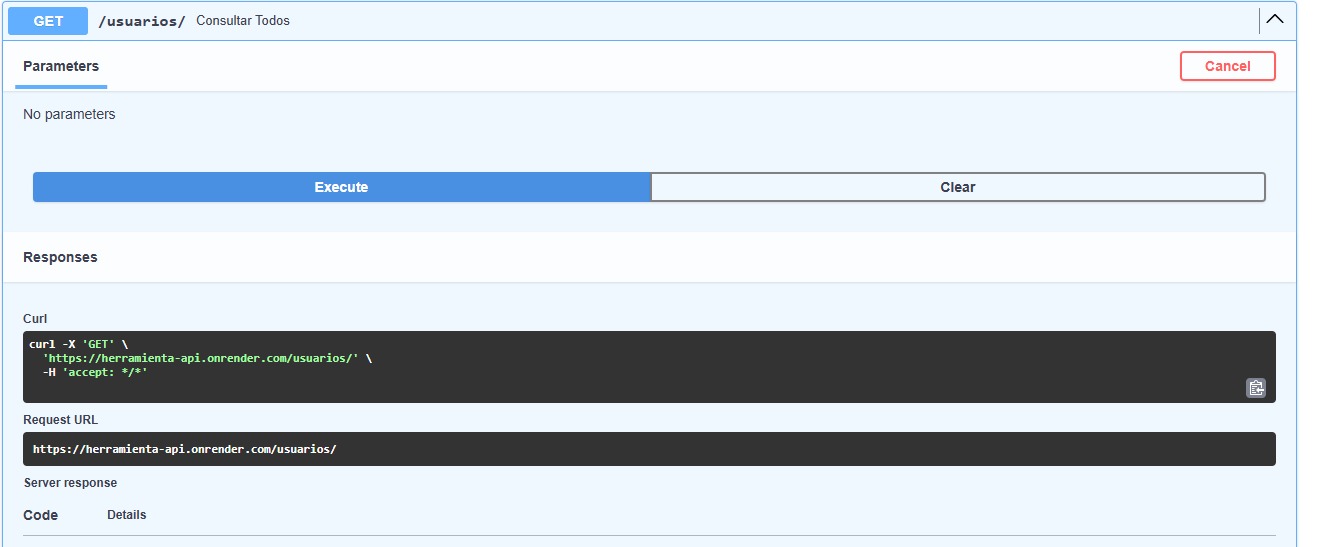 GET /usuarios/ Consultar Todos
Parameters Cancel
No parameters
Execute Clear
Responses
Curl
curl -X 'GET' \
  'https://herramienta-api.onrender.com/usuarios/' \
  -H 'accept: */*'
Request URL
https://herramienta-api.onrender.com/usuarios/
Server response
Code Details